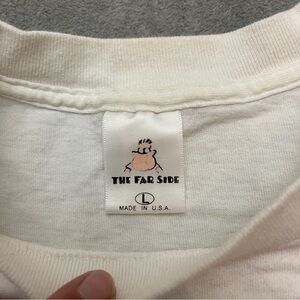 THE FAR SIDE
L
MADE IN U.S.A.